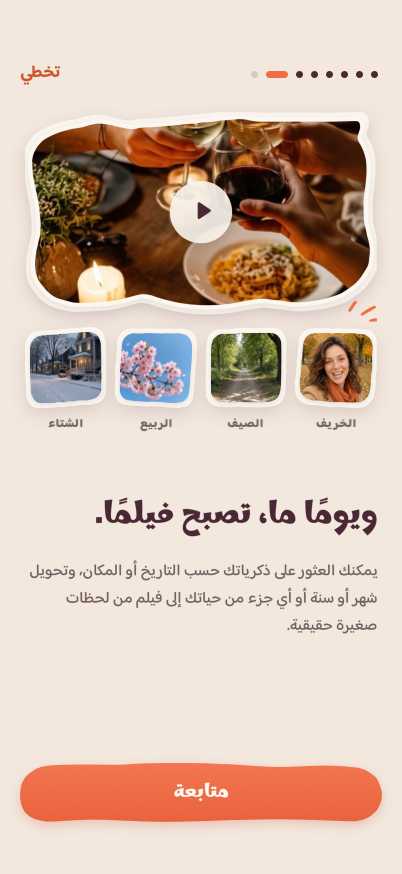 تخطي
الخريف
الصيف
الربيع
الشتاء
ويومًا ما، تصبح فيلمًا.
يمكنك العثور على ذكرياتك حسب التاريخ أو المكان، وتحويل
شهر أو سنة أو أي جزء من حياتك إلى فيلم من لحظات
صغيرة حقيقية.
متابعة